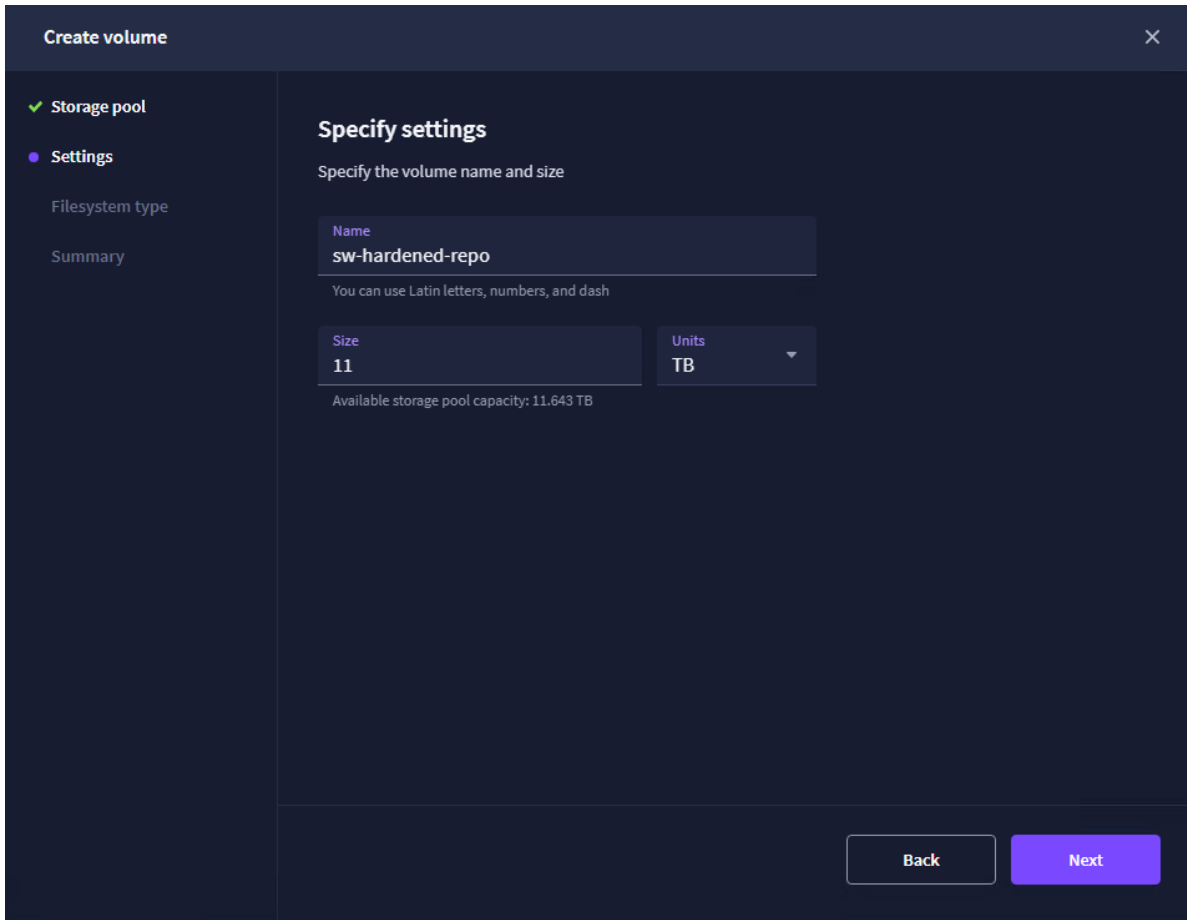 Create volume
Storage pool
Settings
Filesystem type
Summary
Specify settings
Specify the volume name and size
Name
sw-hardened-repo
You can use Latin letters, numbers, and dash
Size
11
Units
TB
Available storage pool capacity: 11.643 TB
Back
Next